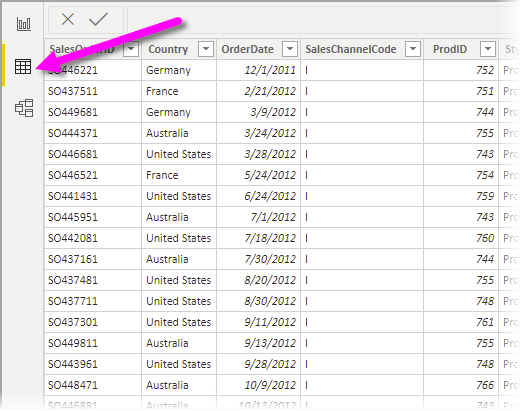 SalesOrderID Country OrderDate SalesChannelCode ProdID
SO446221 Germany 12/1/2011 I 752 Pro
SO437511 France 2/21/2012 I 751 Pro
SO449681 Germany 3/9/2012 I 744 Pro
SO444371 Australia 3/24/2012 I 755 Pro
SO446681 United States 3/28/2012 I 743 Pro
SO446521 France 5/24/2012 I 754 Pro
SO441431 United States 6/24/2012 I 759 Pro
SO445951 Australia 7/1/2012 I 743 Pro
SO442081 United States 7/18/2012 I 760 Pro
SO437161 Australia 7/30/2012 I 744 Pro
SO437481 United States 8/20/2012 I 755 Pro
SO437711 United States 8/30/2012 I 748 Pro
SO437301 United States 9/11/2012 I 761 Pro
SO449811 Australia 9/13/2012 I 755 Pro
SO443961 United States 9/28/2012 I 748 Pro
SO448471 Australia 10/9/2012 I 766 Pro
SO446881 Australia 10/13/2012 I 743 Pro